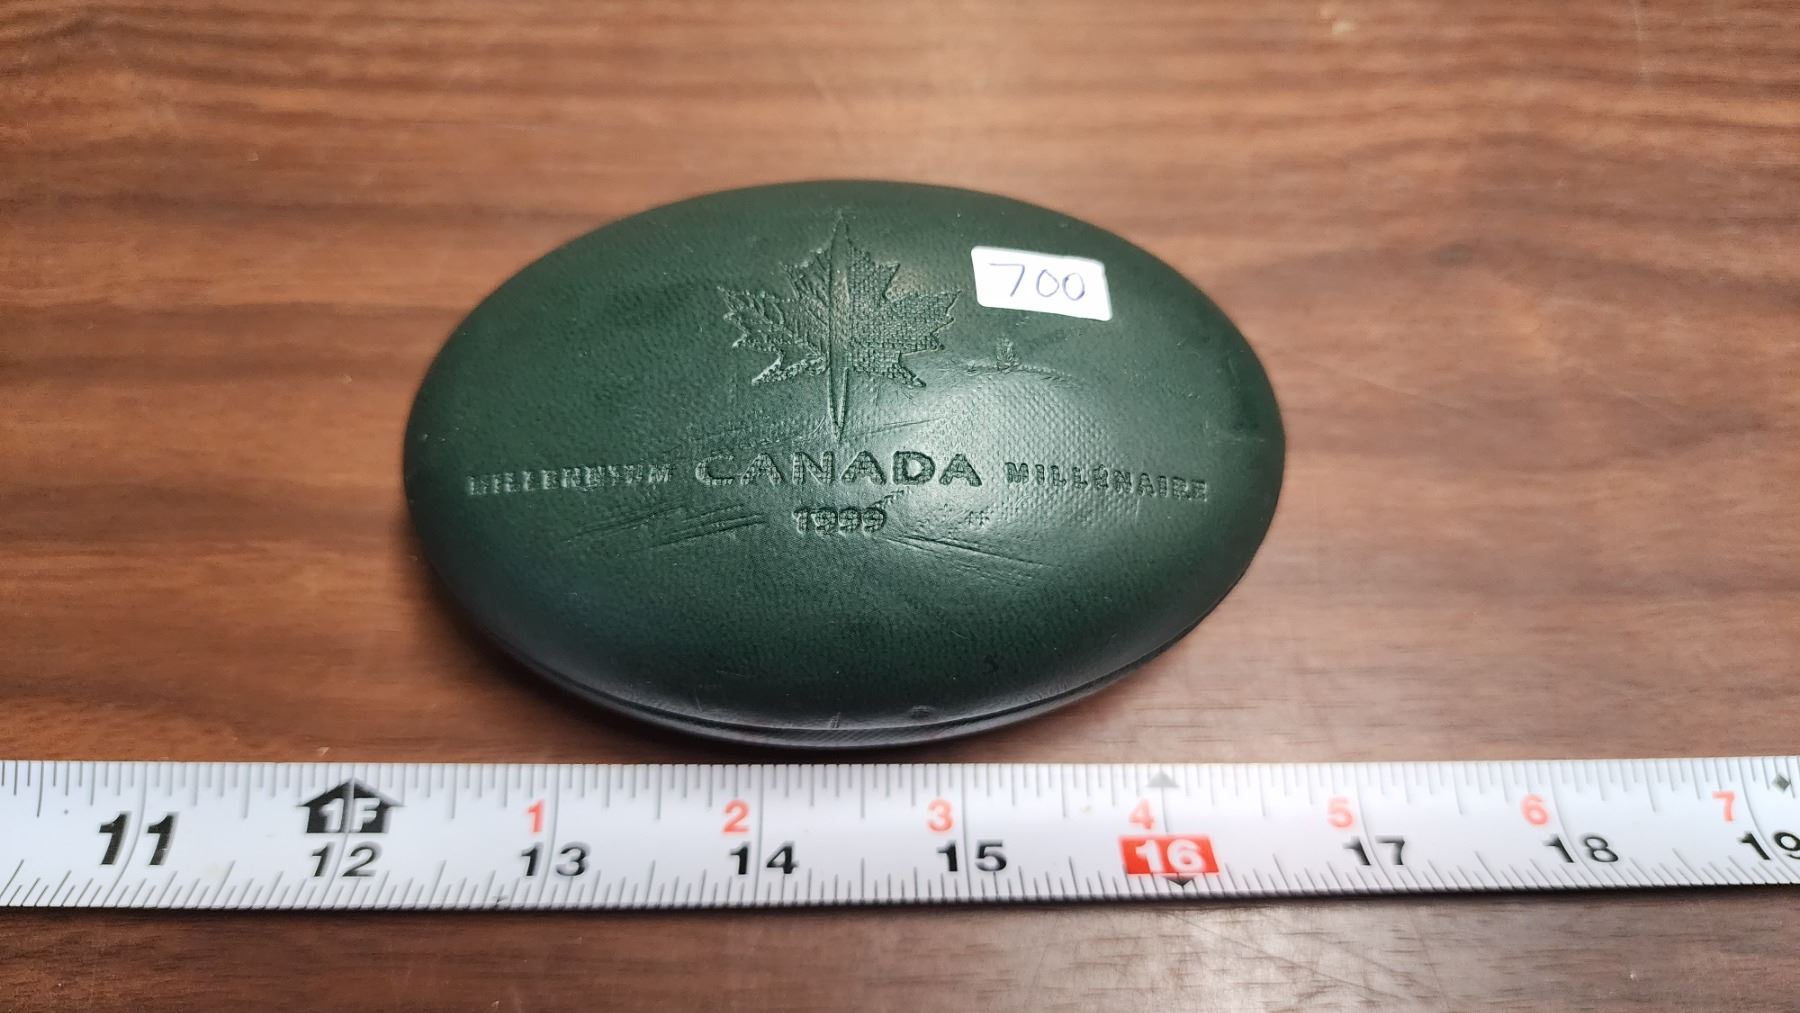 700
MILLENNIUM CANADA MILLÉNAIRE
1999
1 2 3 4 5 6 7
11 1F 12 13 14 15 16 17 18 19